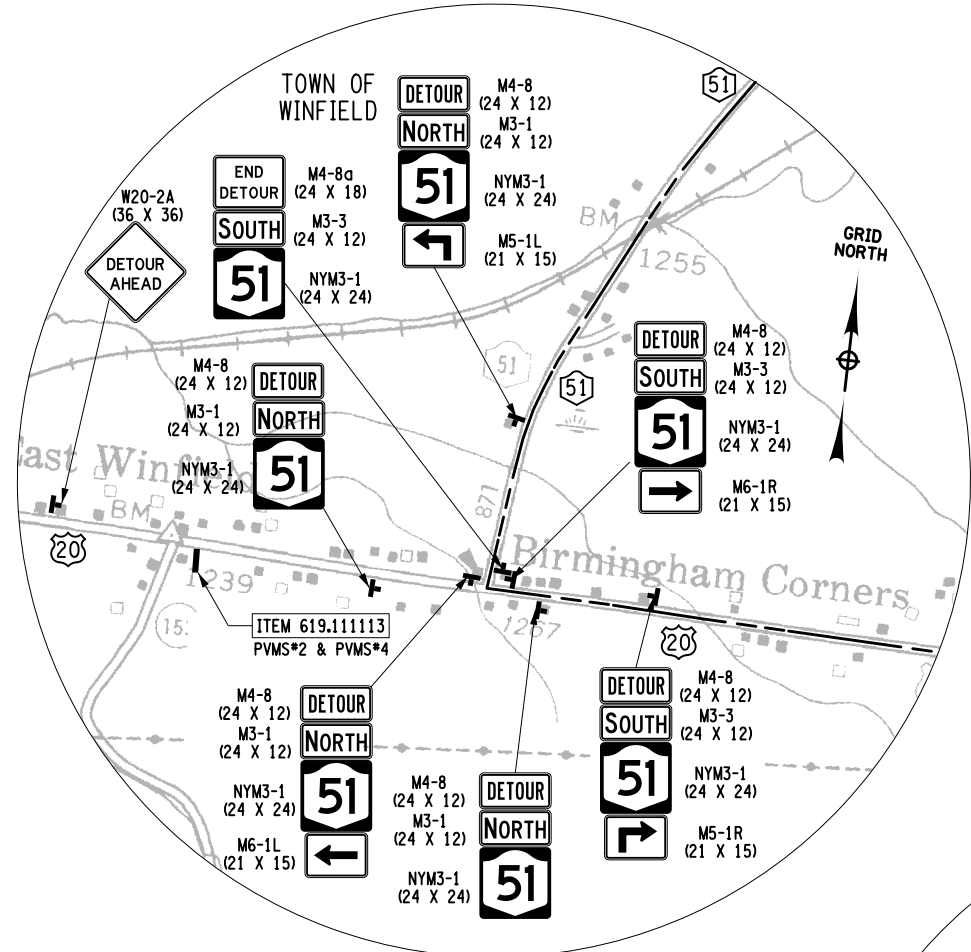 TOWN OF
WINFIELD
DETOUR
M4-8
(24 X 12)
NORTH
M3-1
(24 X 12)
51
NYM3-1
(24 X 24)
M5-1L
(21 X 15)
51
END
DETOUR
M4-8a
(24 X 18)
SOUTH
M3-3
(24 X 12)
51
NYM3-1
(24 X 24)
W20-2A
(36 X 36)
DETOUR
AHEAD
BM
1255
GRID
NORTH
51
51
DETOUR
M4-8
(24 X 12)
SOUTH
M3-3
(24 X 12)
51
NYM3-1
(24 X 24)
M6-1R
(21 X 15)
M4-8
(24 X 12)
DETOUR
M3-1
(24 X 12)
NORTH
NYM3-1
(24 X 24)
51
East Winfield
BM
20
1239
871
Birmingham Corners
1267
20
ITEM 619.111113
PVMS#2 & PVMS#4
M4-8
(24 X 12)
DETOUR
M3-1
(24 X 12)
NORTH
NYM3-1
(24 X 24)
51
M6-1L
(21 X 15)
M4-8
(24 X 12)
DETOUR
M3-1
(24 X 12)
NORTH
NYM3-1
(24 X 24)
51
DETOUR
M4-8
(24 X 12)
SOUTH
M3-3
(24 X 12)
51
NYM3-1
(24 X 24)
M5-1R
(21 X 15)